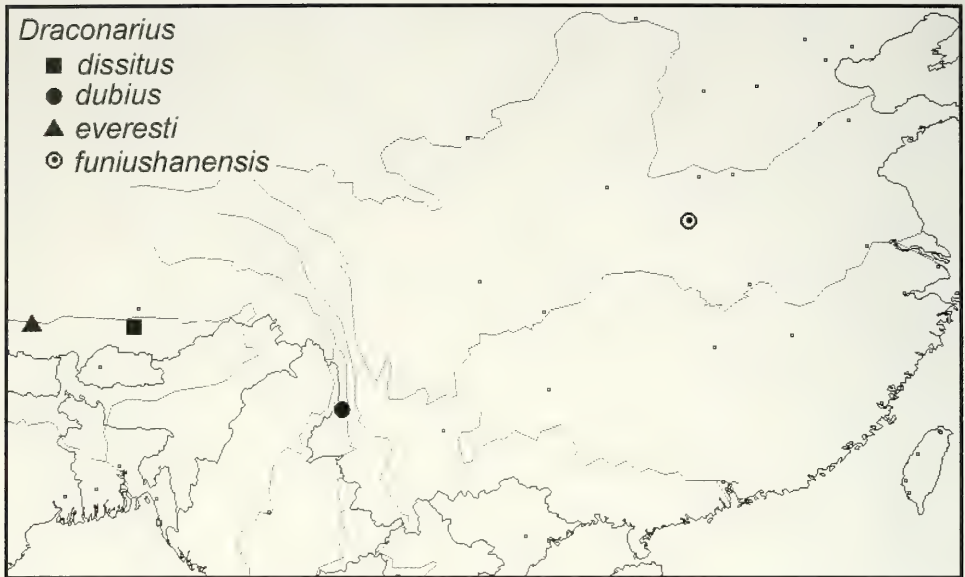 Draconarius
dissitus
dubius
everesti
funiushanensis